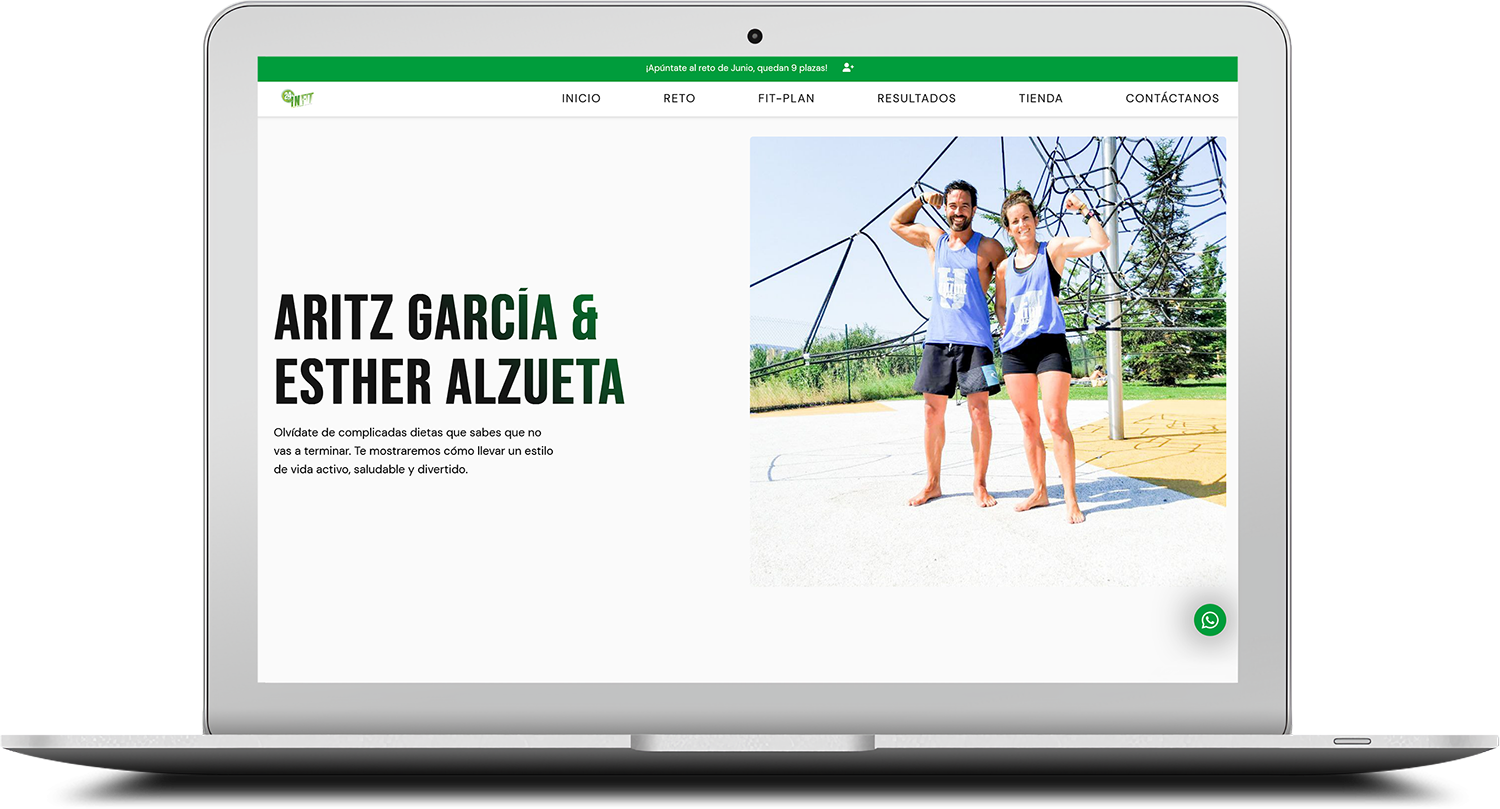 ¡Apúntate al reto de Junio, quedan 9 plazas!
INICIO RETO FIT-PLAN RESULTADOS TIENDA CONTÁCTANOS
ARITZ GARCÍA &
ESTHER ALZUETA
Olvídate de complicadas dietas que sabes que no
vas a terminar. Te mostraremos cómo llevar un estilo
de vida activo, saludable y divertido.